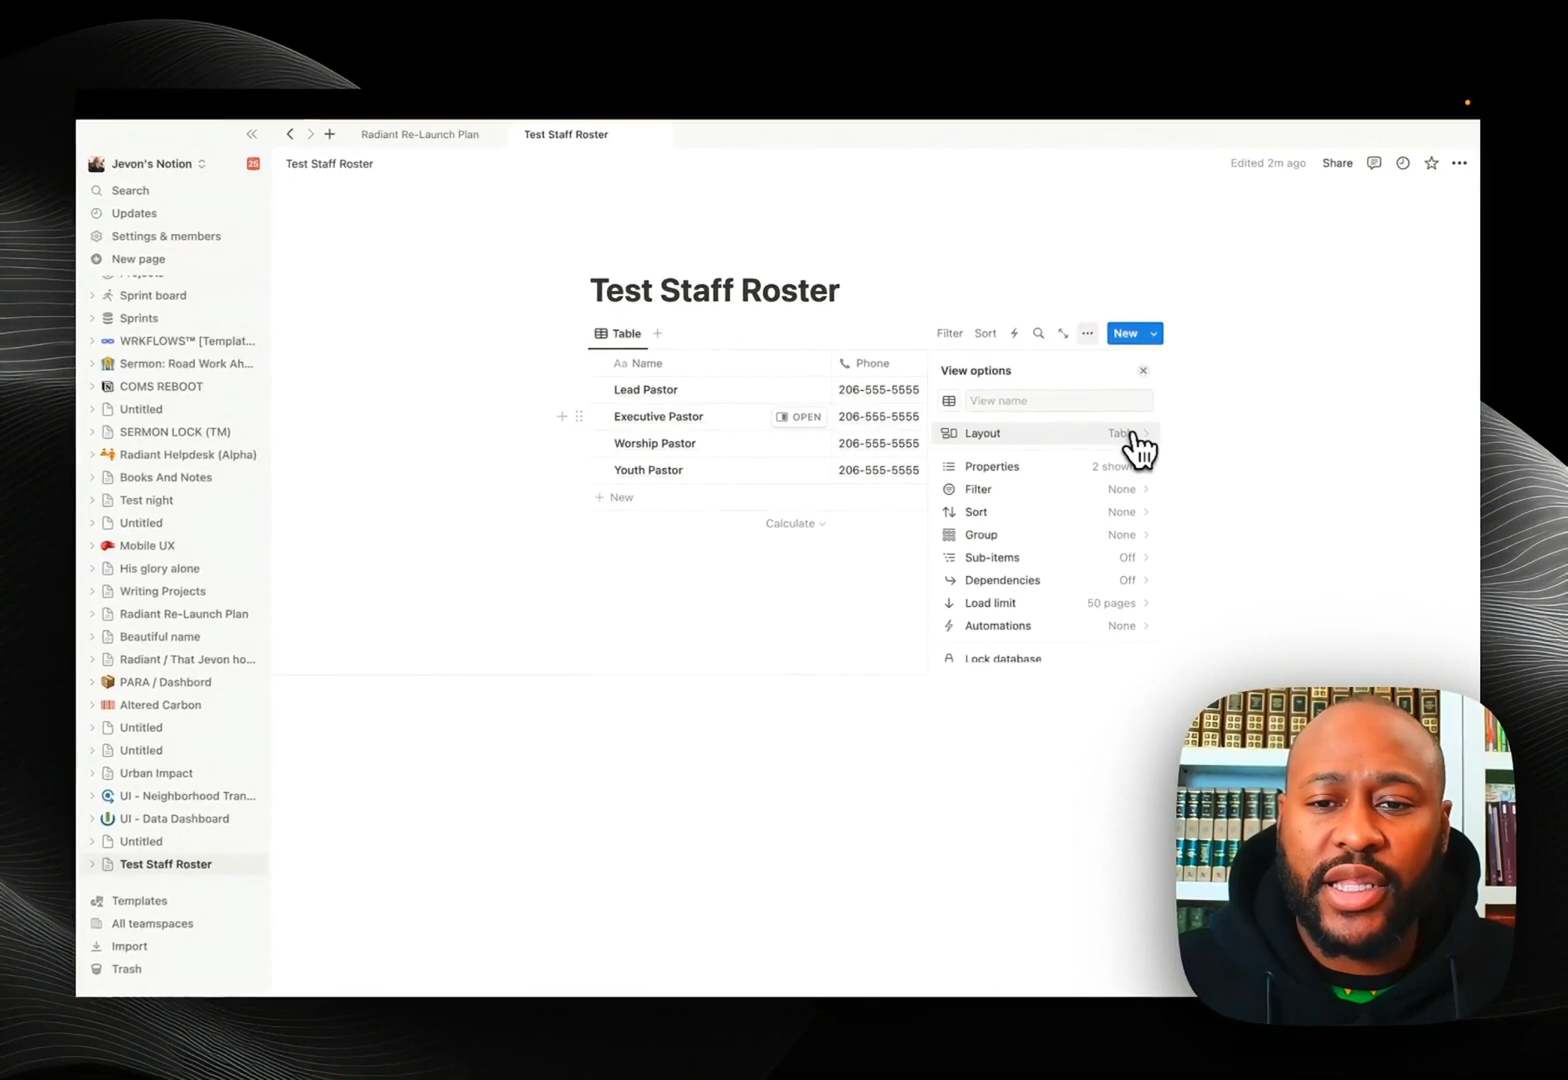 Radiant Re-Launch Plan
Test Staff Roster
Jevon's Notion
25
Test Staff Roster
Edited 2m ago
Share
Search
Updates
Settings & members
New page
Sprint board
Sprints
WRKFLOWS™ [Templat...
Sermon: Road Work Ah...
COMS REBOOT
Untitled
SERMON LOCK (TM)
Radiant Helpdesk (Alpha)
Books And Notes
Test night
Untitled
Mobile UX
His glory alone
Writing Projects
Radiant Re-Launch Plan
Beautiful name
Radiant / That Jevon ho...
PARA / Dashbord
Altered Carbon
Untitled
Untitled
Urban Impact
UI - Neighborhood Tran...
UI - Data Dashboard
Untitled
Test Staff Roster
Templates
All teamspaces
Import
Trash
Test Staff Roster
Table
Filter Sort
New
Aa Name Phone
Lead Pastor 206-555-5555
Executive Pastor OPEN 206-555-5555
Worship Pastor 206-555-5555
Youth Pastor 206-555-5555
New
Calculate
View options
View name
Layout
Properties 2
Filter None
Sort None
Group None
Sub-items Off
Dependencies Off
Load limit 50 pages
Automations None
Lock database